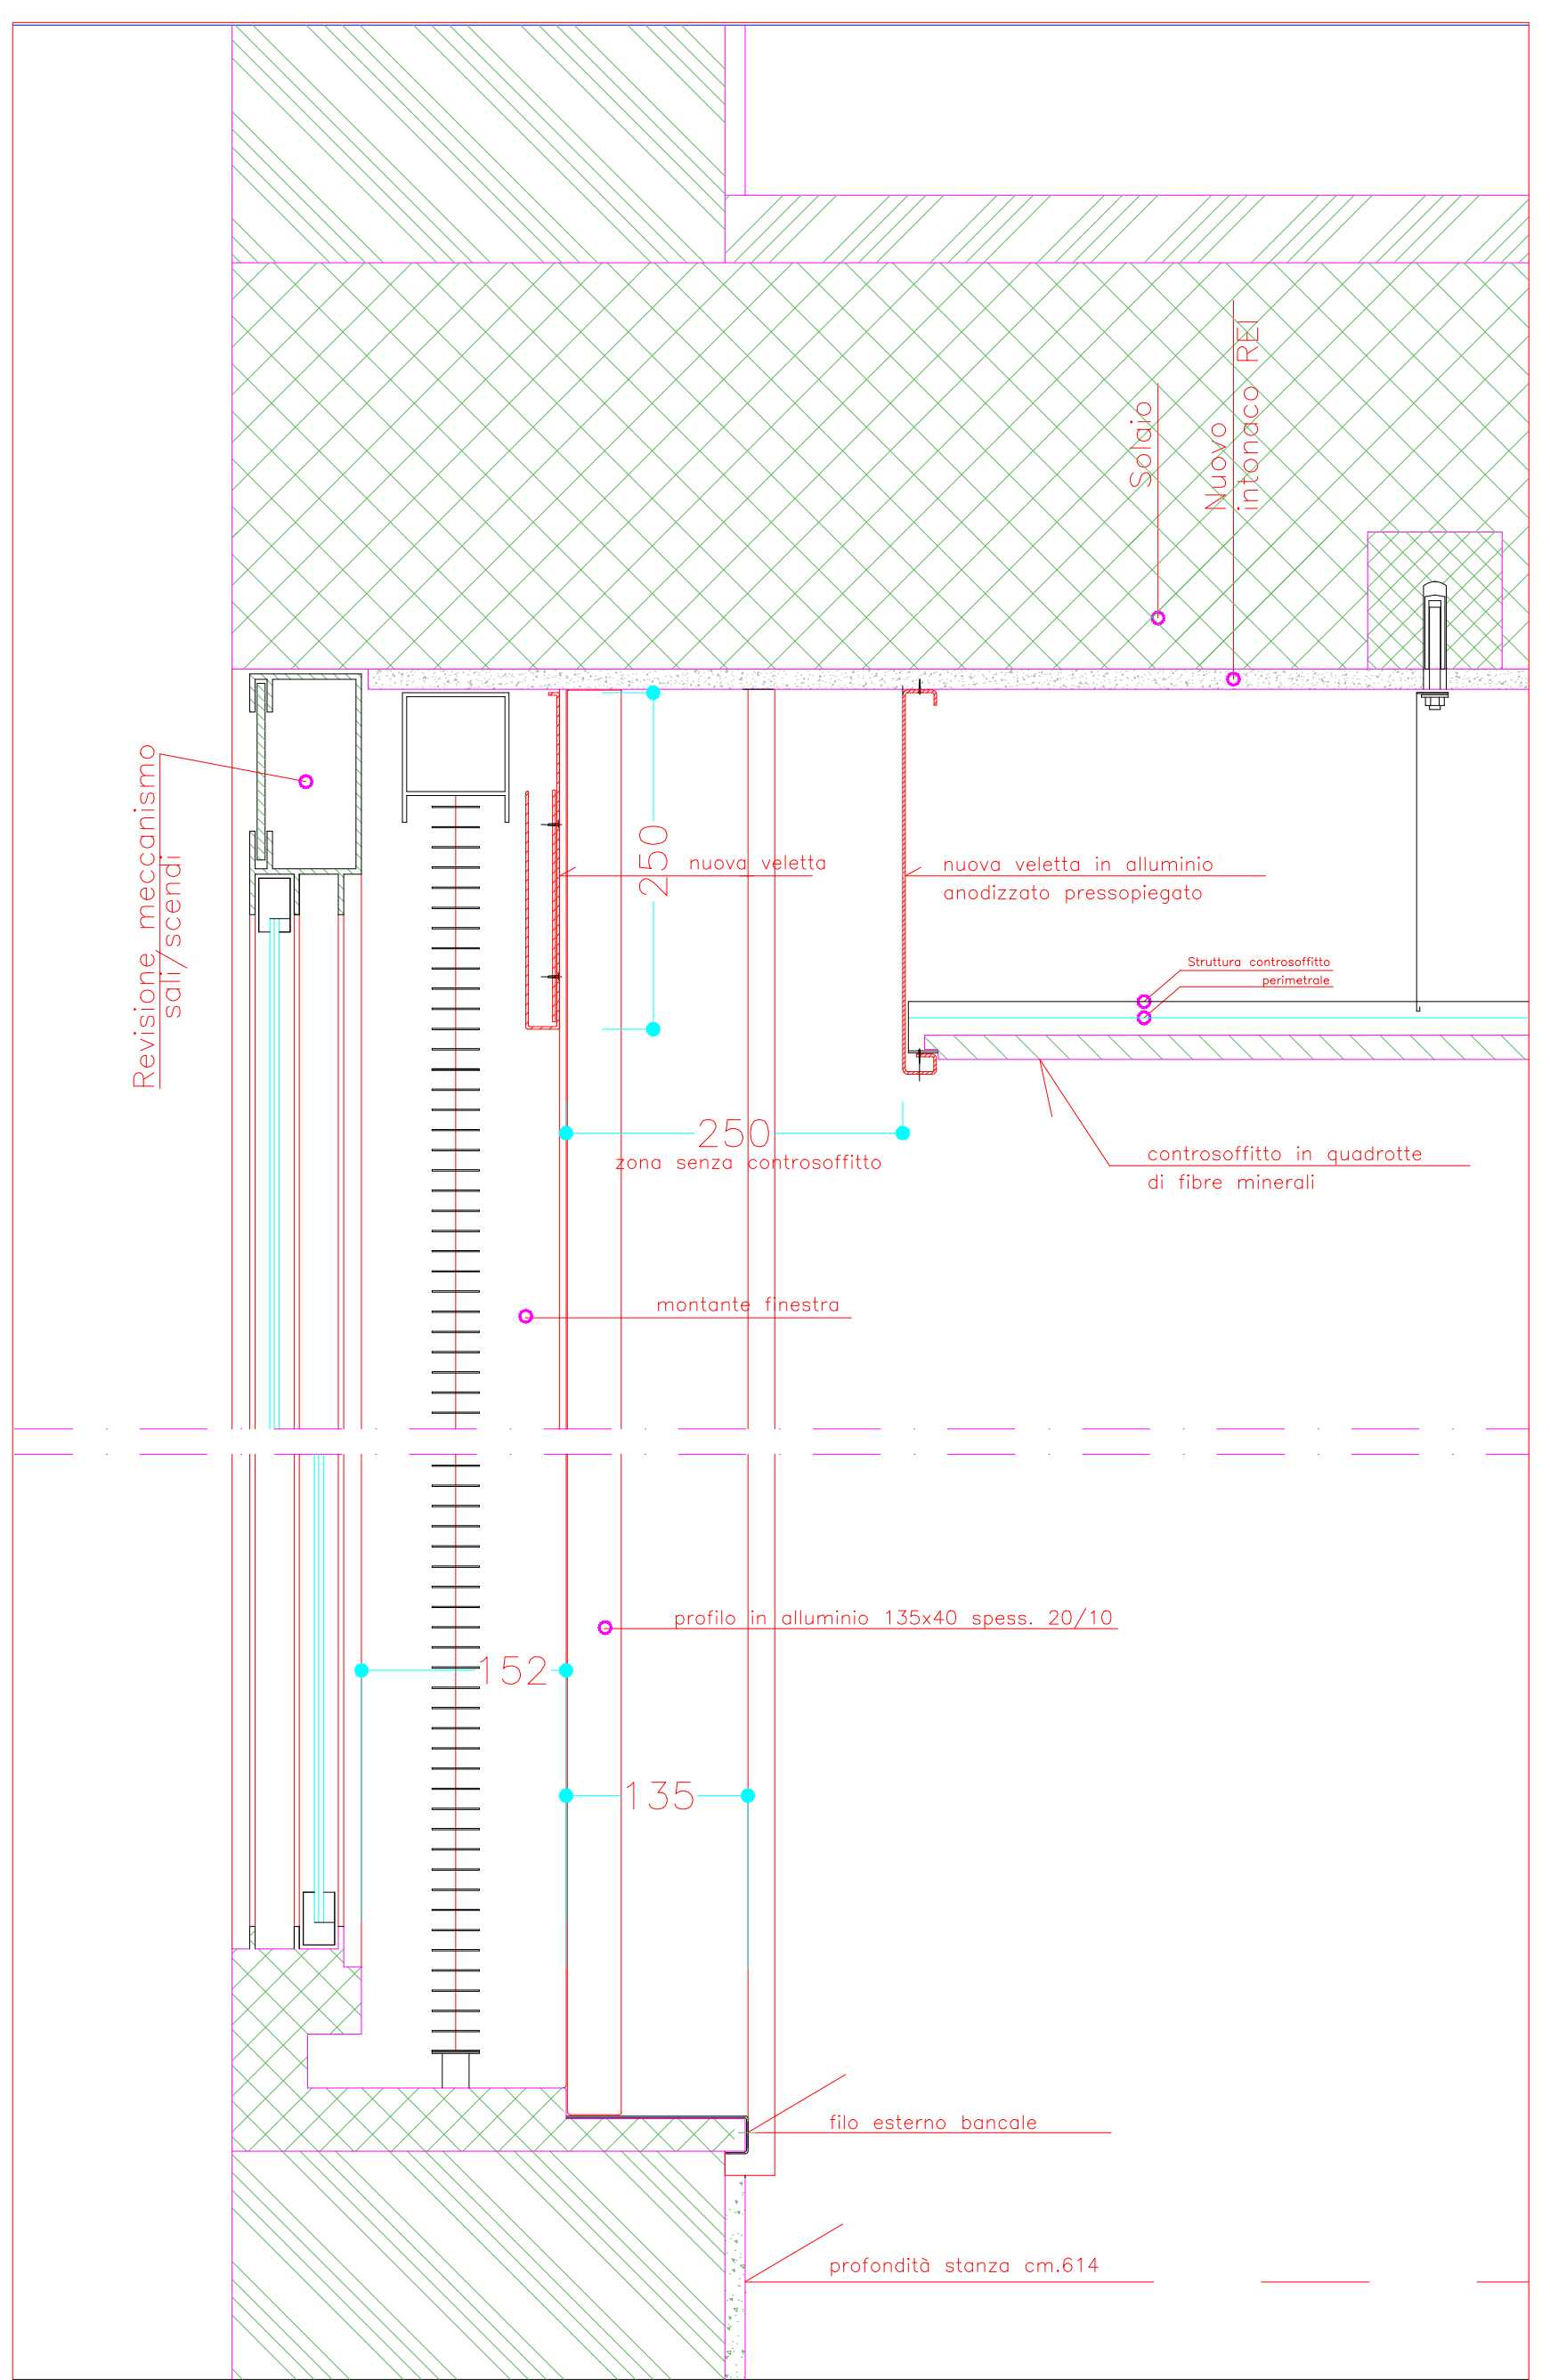 Solaio
Nuovo
intonaco REI
Revisione meccanismo
sali/scendi
250
nuova veletta
nuova veletta in alluminio
anodizzato pressopiegato
Struttura controsoffitto
perimetrale
250
zona senza controsoffitto
controsoffitto in quadrotte
di fibre minerali
montante finestra
profilo in alluminio 135x40 spess. 20/10
152
135
filo esterno bancale
profondità stanza cm.614